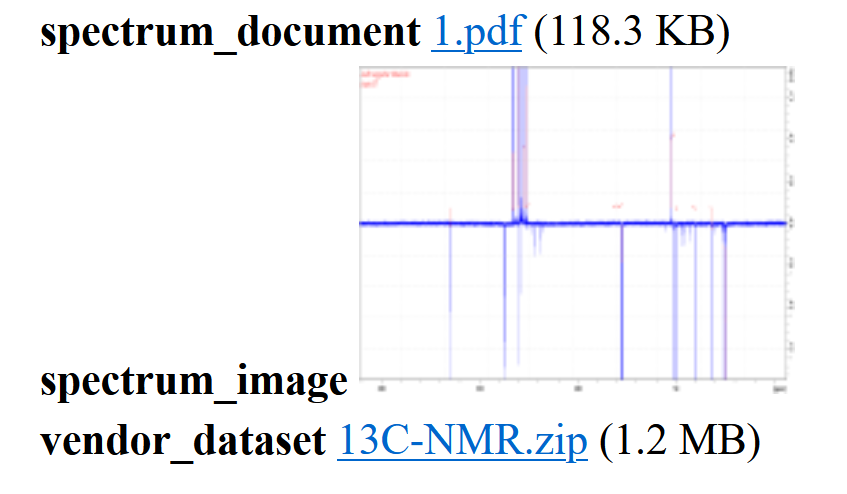 spectrum_document 1.pdf (118.3 KB)
spectrum_image
vendor_dataset 13C-NMR.zip (1.2 MB)